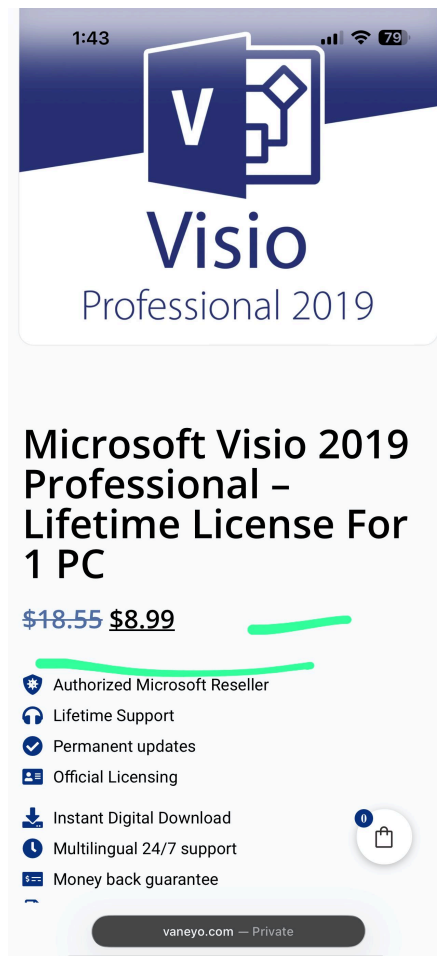 1:43
79
V
Visio
Professional 2019
Microsoft Visio 2019
Professional –
Lifetime License For
1 PC
$18.55 $8.99
Authorized Microsoft Reseller
Lifetime Support
Permanent updates
Official Licensing
Instant Digital Download
0
Multilingual 24/7 support
Money back guarantee
vaneyo.com — Private